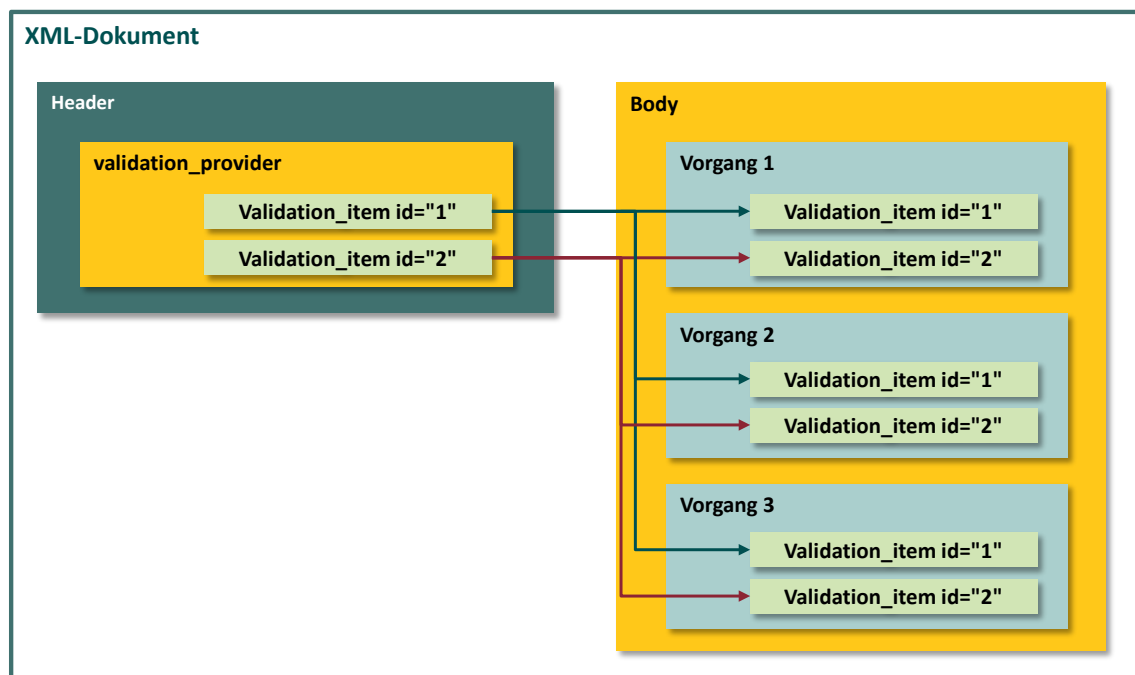 XML-Dokument
Header
validation_provider
Validation_item id="1"
Validation_item id="2"
Body
Vorgang 1
Validation_item id="1"
Validation_item id="2"
Vorgang 2
Validation_item id="1"
Validation_item id="2"
Vorgang 3
Validation_item id="1"
Validation_item id="2"